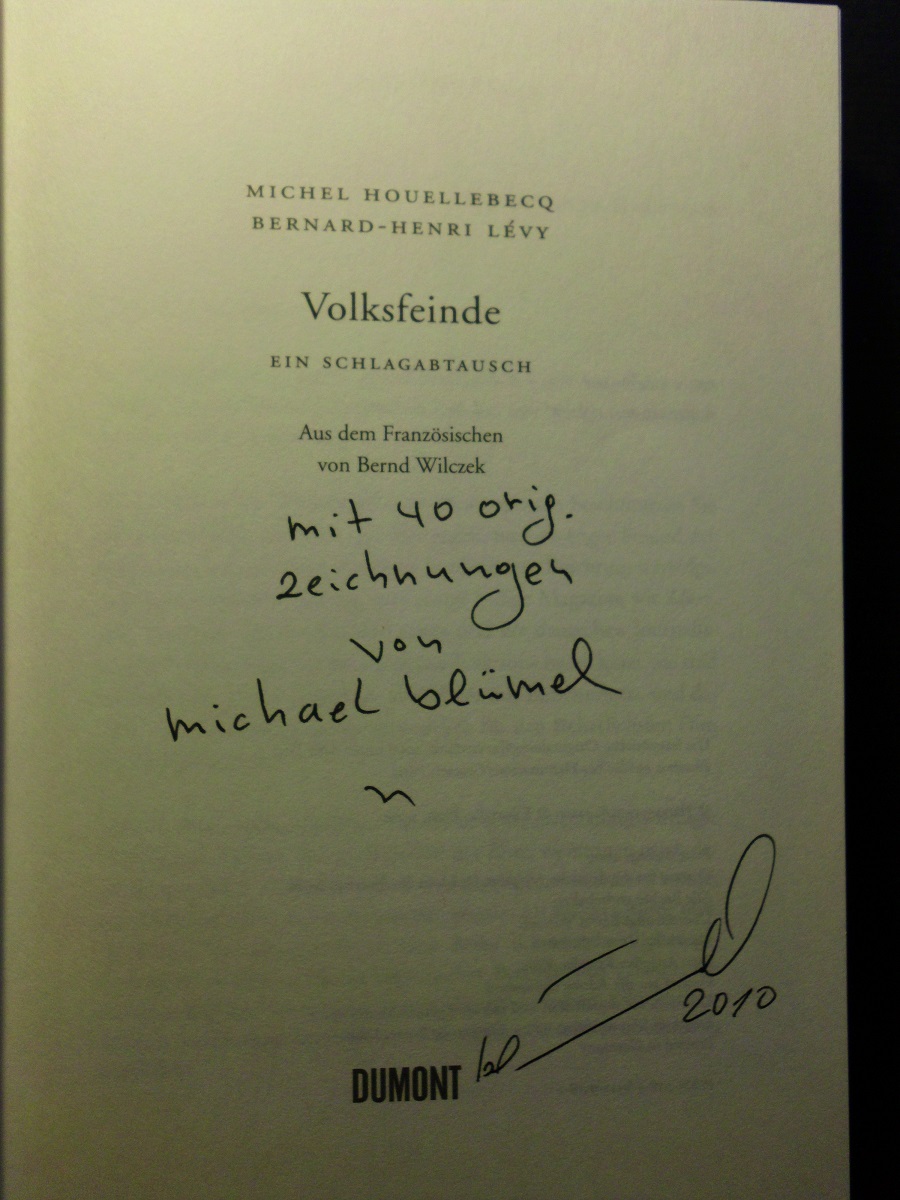 MICHEL HOUELLEBECQ
BERNARD-HENRI LÉVY
Volksfeinde
EIN SCHLAGABTAUSCH
Aus dem Französischen
von Bernd Wilczek
mit 40 orig.
zeichnungen
von
michael blümel
2010
DUMONT